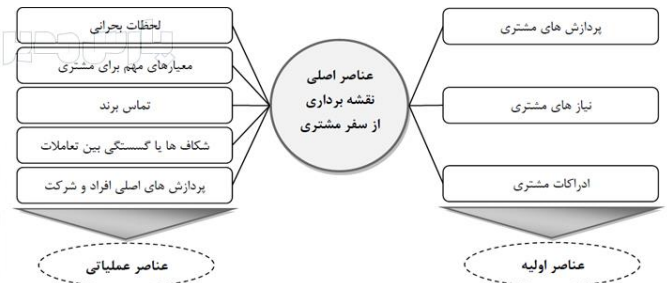 پردازش های مشتری
نیاز های مشتری
ادراکات مشتری
عناصر اولیه
عناصر اصلی
نقشه برداری
از سفر مشتری
لحظات بحرانی
معیارهای مهم برای مشتری
تماس برند
شکاف ها یا گسستگی بین تعاملات
پردازش های اصلی افراد و شرکت
عناصر عملیاتی